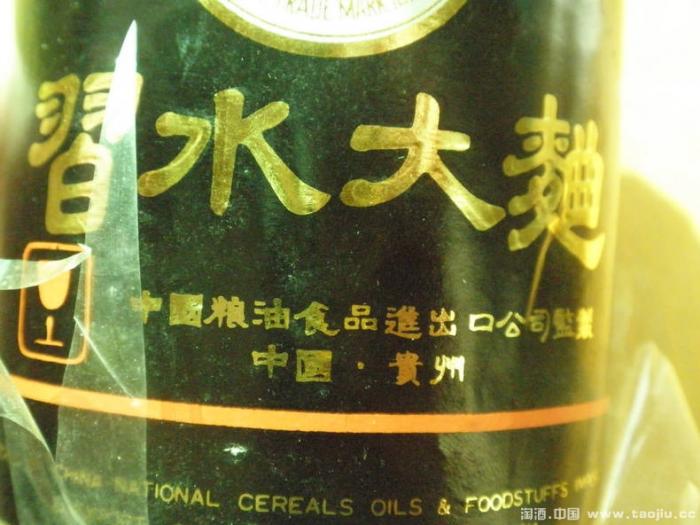 TRADE MARK
習水大麯
中國粮油食品進出口公司監製
中國·貴州
CHINA NATIONAL CEREALS OILS & FOODSTUFFS
淘酒.中国 www.taojiu.cc